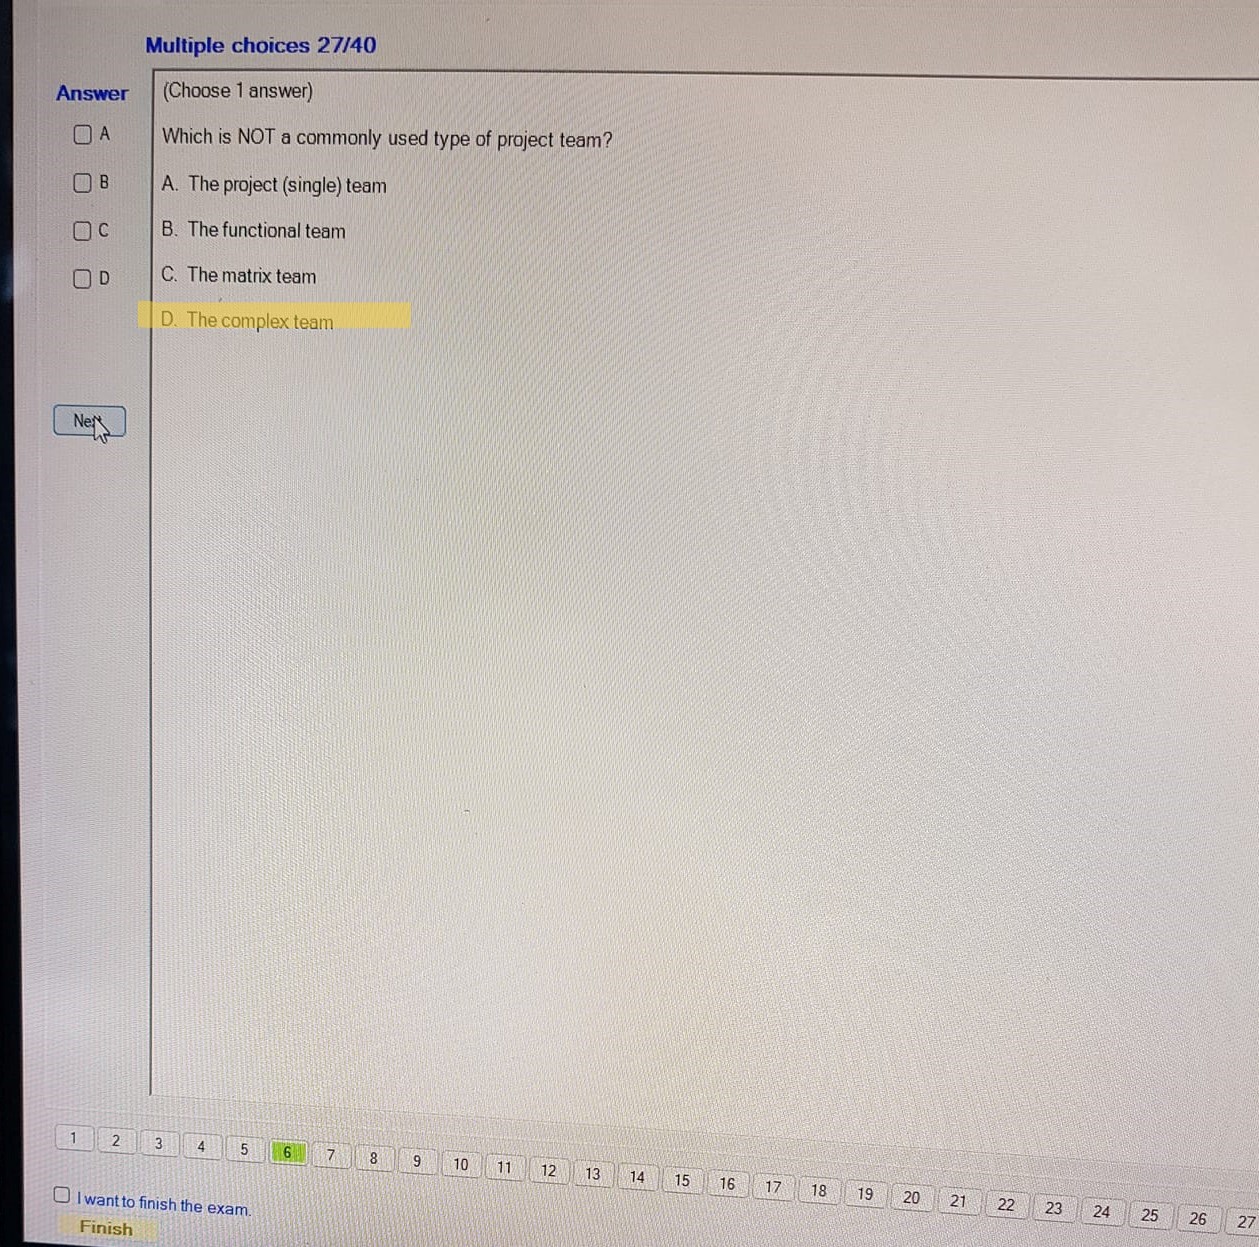 Multiple choices 27/40
Answer
(Choose 1 answer)
A
Which is NOT a commonly used type of project team?
B
A. The project (single) team
C
B. The functional team
D
C. The matrix team
D. The complex team
1 2 3 4 5 6 7 8 9 10 11 12 13 14 15 16 17 18 19 20 21 22 23 24 25 26 27
I want to finish the exam.
Finish